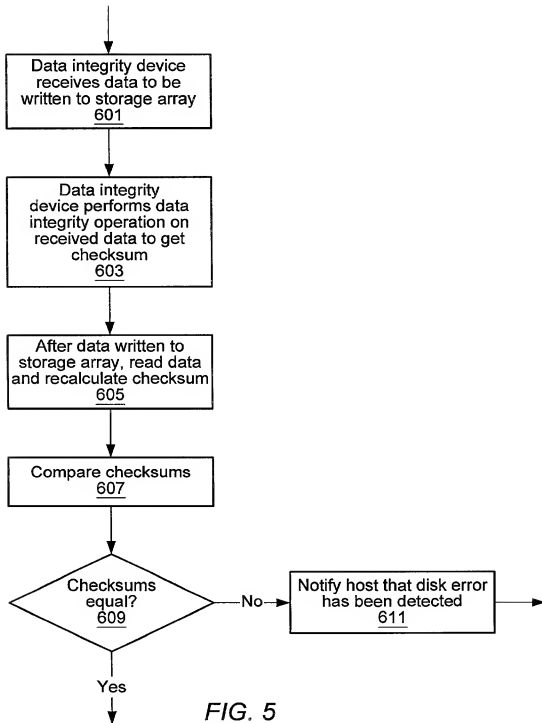 Data integrity device
receives data to be
written to storage array
601
Data integrity
device performs data
integrity operation on
received data to get
checksum
603
After data written to
storage array, read data
and recalculate checksum
605
Compare checksums
607
Checksums
equal?
609
No
Notify host that disk error
has been detected
611
Yes
FIG. 5